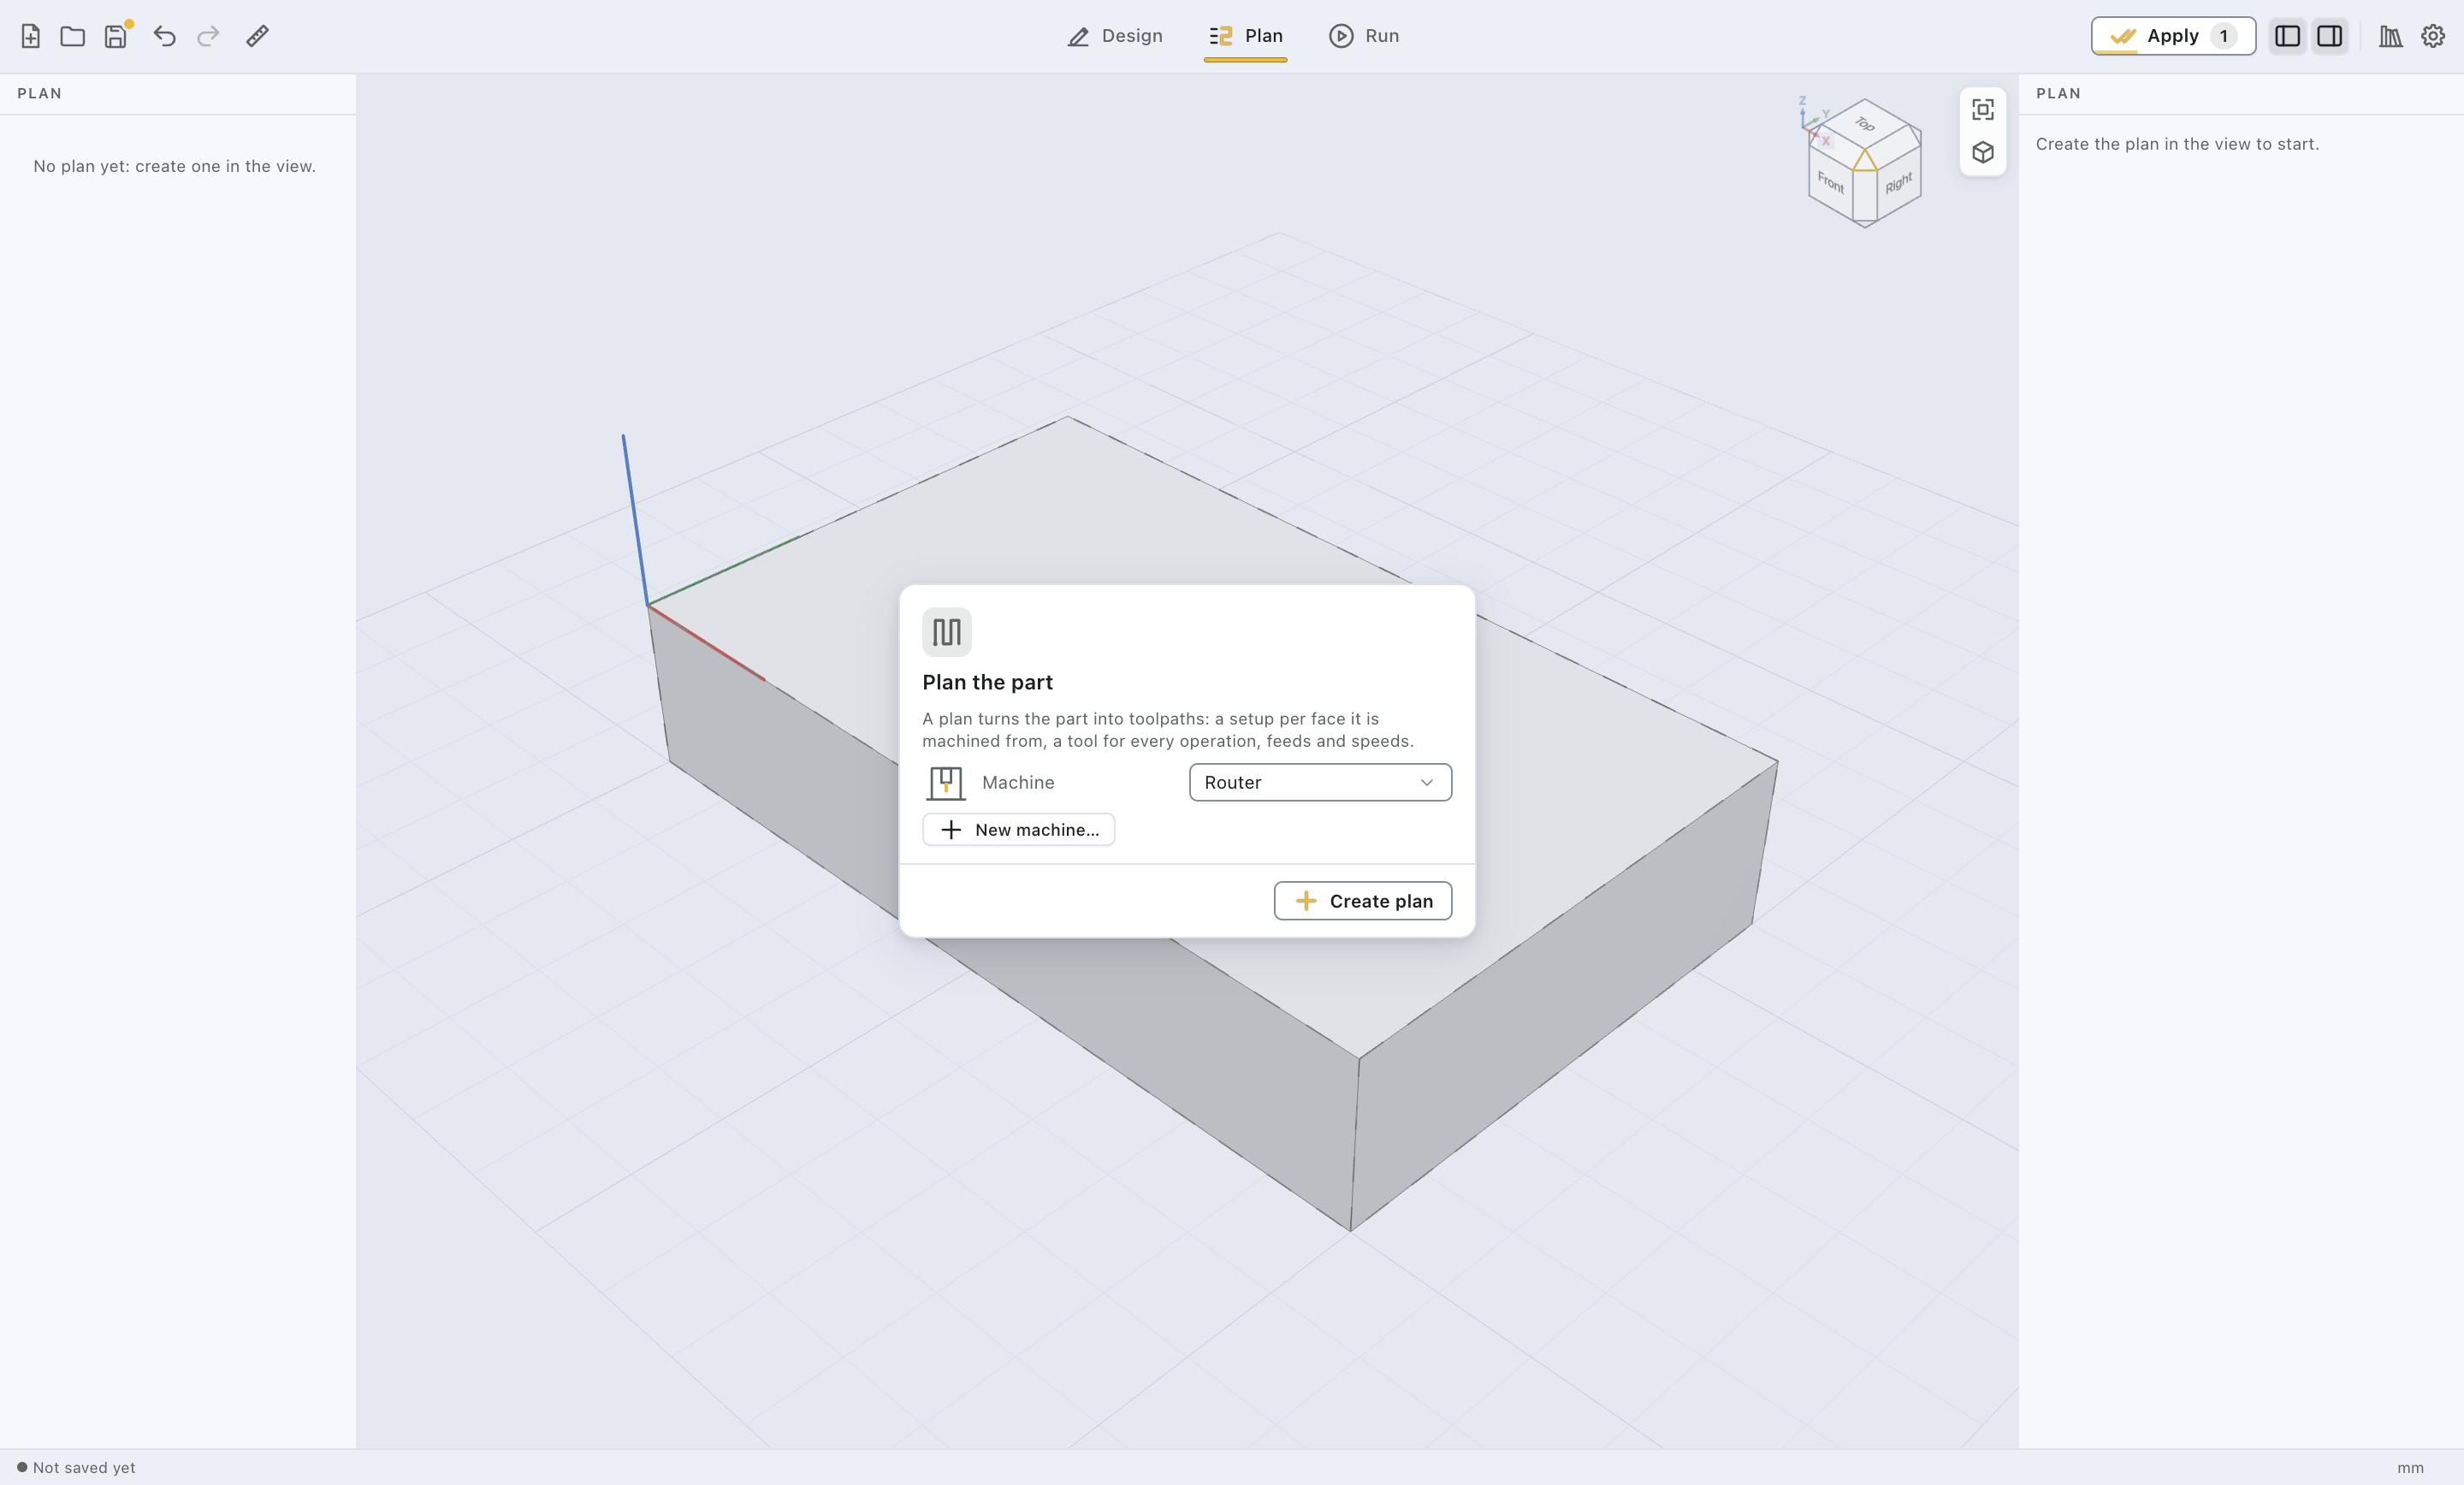 Design
Plan
Run
Apply 1
PLAN
No plan yet: create one in the view.
Z
Y
X
Top
Front
Right
PLAN
Create the plan in the view to start.
Plan the part
A plan turns the part into toolpaths: a setup per face it is
machined from, a tool for every operation, feeds and speeds.
Machine
Router
New machine...
Create plan
Not saved yet
mm